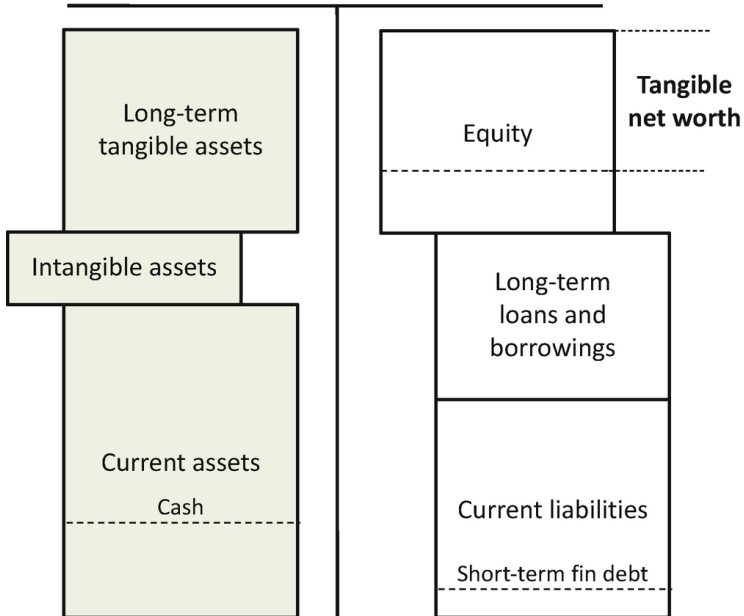 Long-term
tangible assets
Intangible assets
Current assets
Cash
Equity
Tangible
net worth
Long-term
loans and
borrowings
Current liabilities
Short-term fin debt